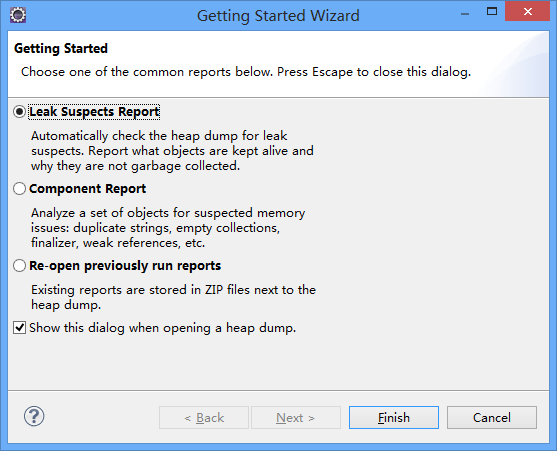 Getting Started Wizard
Getting Started
Choose one of the common reports below. Press Escape to close this dialog.
Leak Suspects Report
Automatically check the heap dump for leak
suspects. Report what objects are kept alive and
why they are not garbage collected.
Component Report
Analyze a set of objects for suspected memory
issues: duplicate strings, empty collections,
finalizer, weak references, etc.
Re-open previously run reports
Existing reports are stored in ZIP files next to the
heap dump.
Show this dialog when opening a heap dump.
? < Back Next > Finish Cancel